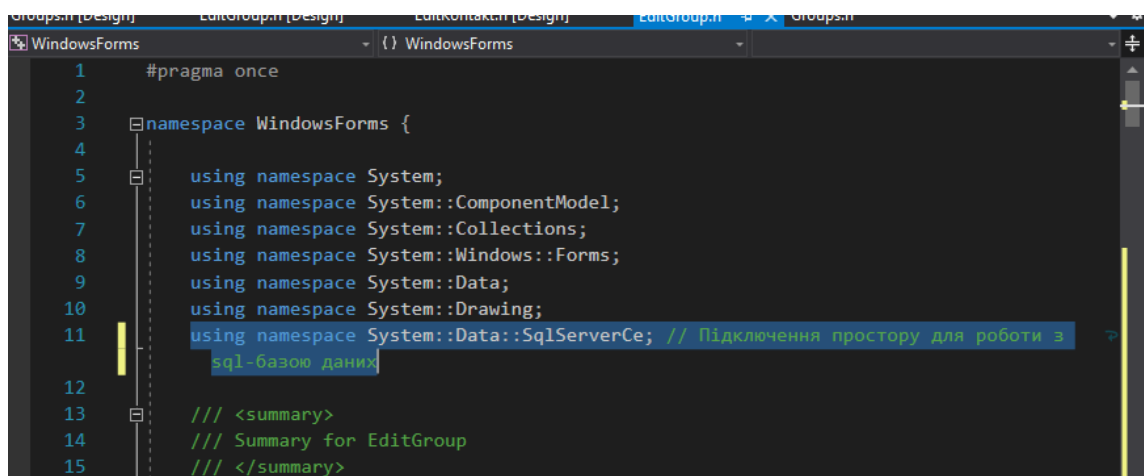 Groups.h [Design] EditGroup.h [Design] EditKontakt.h [Design] EditGroup.h Groups.h
WindowsForms {} WindowsForms
1 #pragma once
2
3 namespace WindowsForms {
4
5 using namespace System;
6 using namespace System::ComponentModel;
7 using namespace System::Collections;
8 using namespace System::Windows::Forms;
9 using namespace System::Data;
10 using namespace System::Drawing;
11 using namespace System::Data::SqlServerCe; // Підключення простору для роботи з
sql-базою даних
12
13 /// <summary>
14 /// Summary for EditGroup
15 /// </summary>